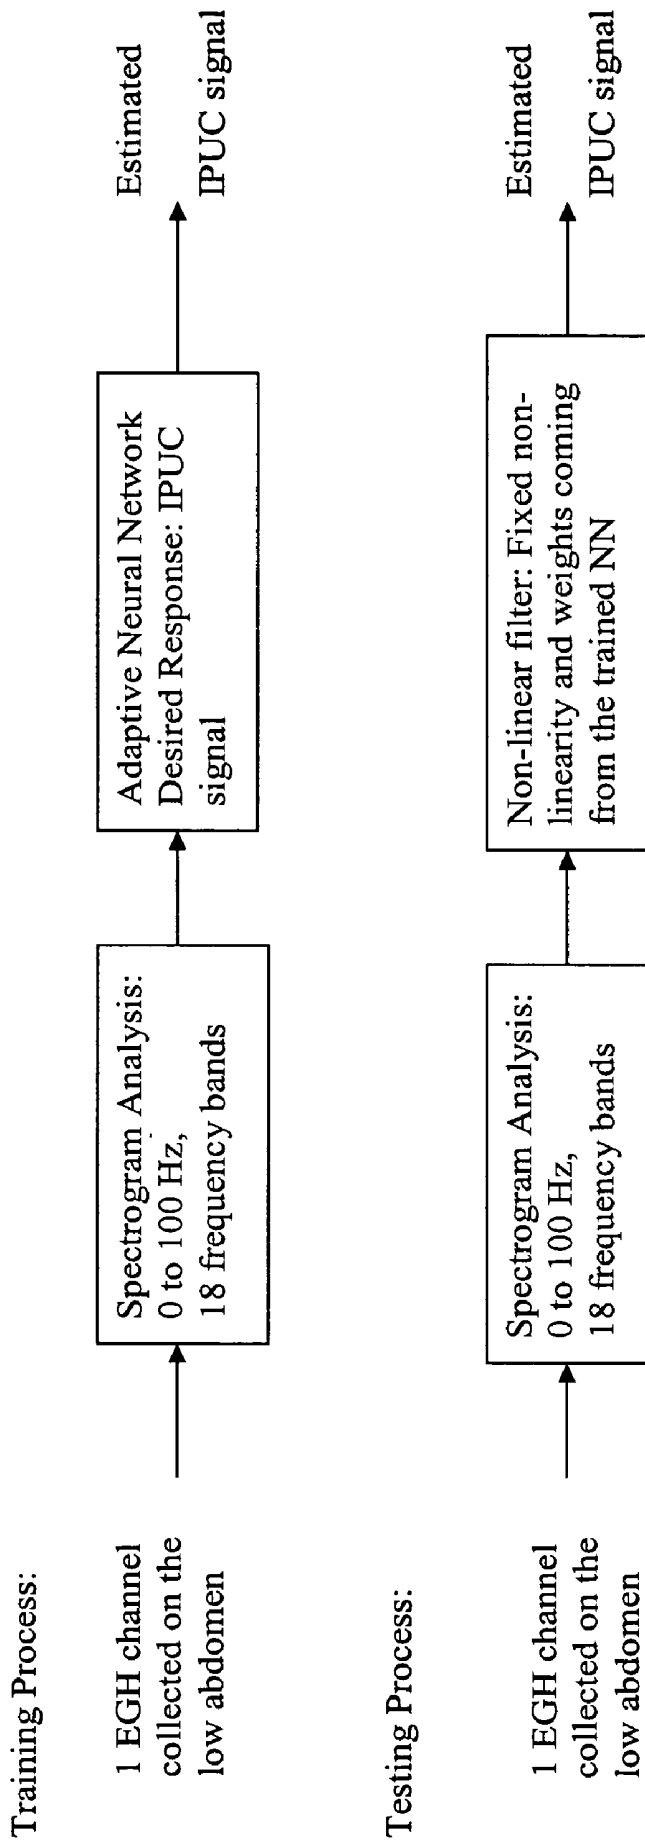 Training Process:
1 EGH channel
collected on the
low abdomen
Spectrogram Analysis:
0 to 100 Hz,
18 frequency bands
Adaptive Neural Network
Desired Response: IPUC
signal
Estimated
IPUC signal
Testing Process:
1 EGH channel
collected on the
low abdomen
Spectrogram Analysis:
0 to 100 Hz,
18 frequency bands
Non-linear filter: Fixed non-
linearity and weights coming
from the trained NN
Estimated
IPUC signal